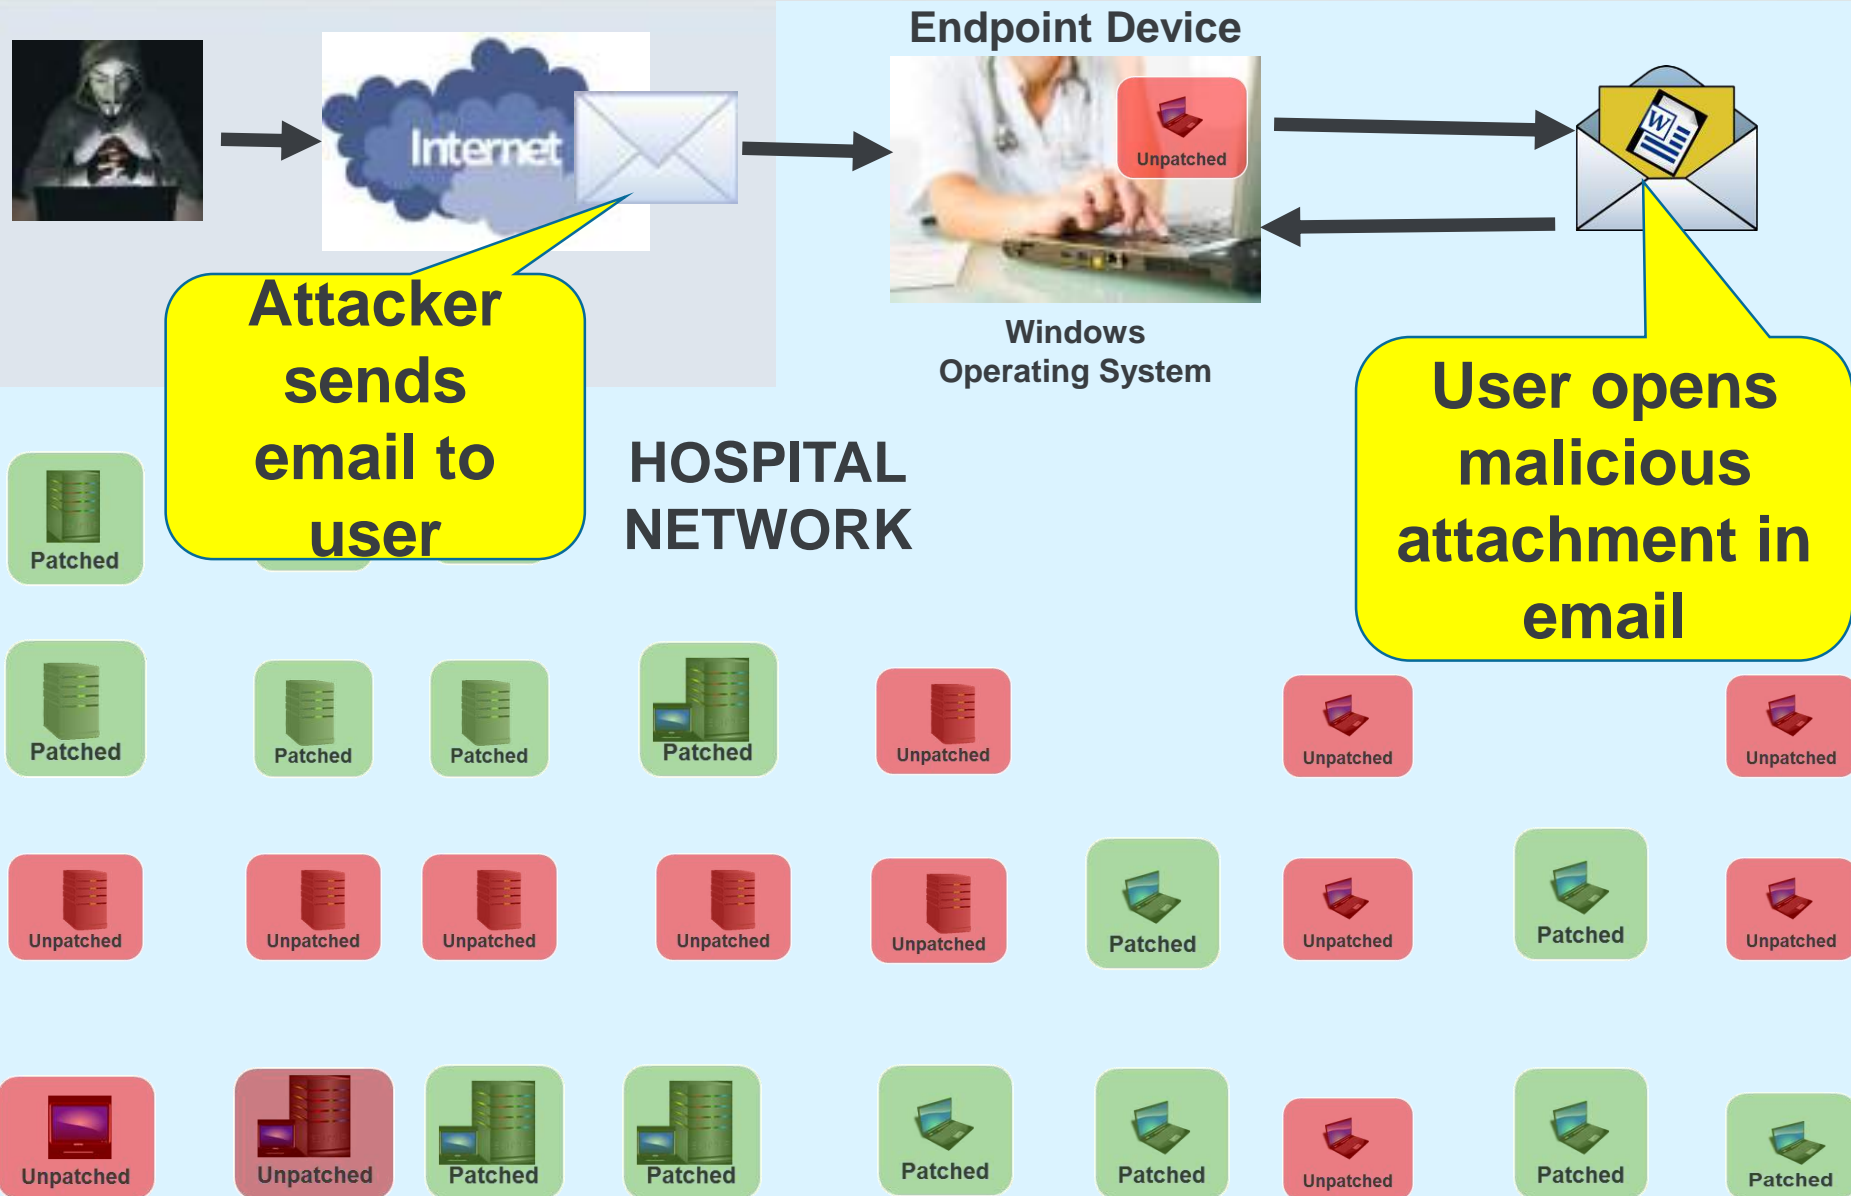 Endpoint Device
Internet
Unpatched
W
Attacker
sends
email to
user
Windows
Operating System
User opens
malicious
attachment in
email
HOSPITAL
NETWORK
Patched
Patched
Patched
Patched
Patched
Unpatched
Unpatched
Unpatched
Unpatched
Unpatched
Unpatched
Unpatched
Unpatched
Patched
Unpatched
Patched
Unpatched
Unpatched
Unpatched
Patched
Patched
Patched
Patched
Unpatched
Patched
Patched